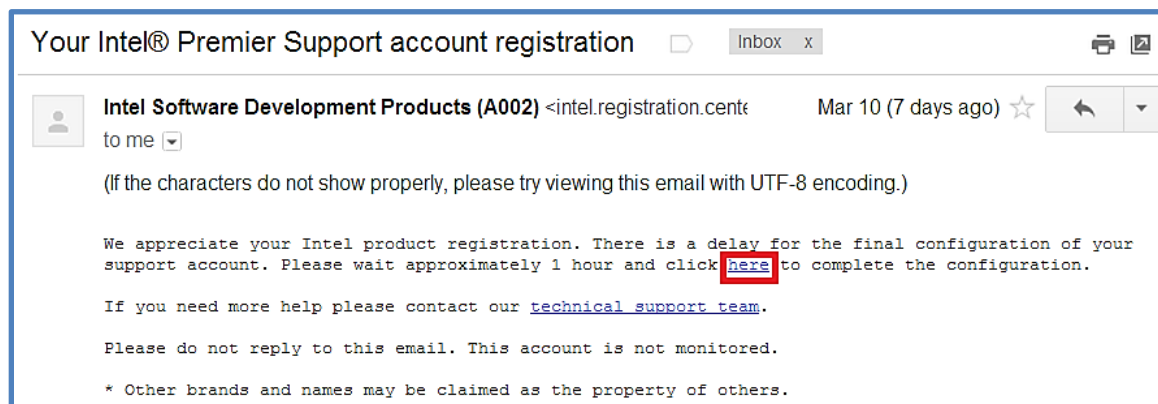 Your Intel® Premier Support account registration Inbox x
Intel Software Development Products (A002) <intel.registration.cente Mar 10 (7 days ago)
to me
(If the characters do not show properly, please try viewing this email with UTF-8 encoding.)
We appreciate your Intel product registration. There is a delay for the final configuration of your
support account. Please wait approximately 1 hour and click here to complete the configuration.
If you need more help please contact our technical support team.
Please do not reply to this email. This account is not monitored.
* Other brands and names may be claimed as the property of others.